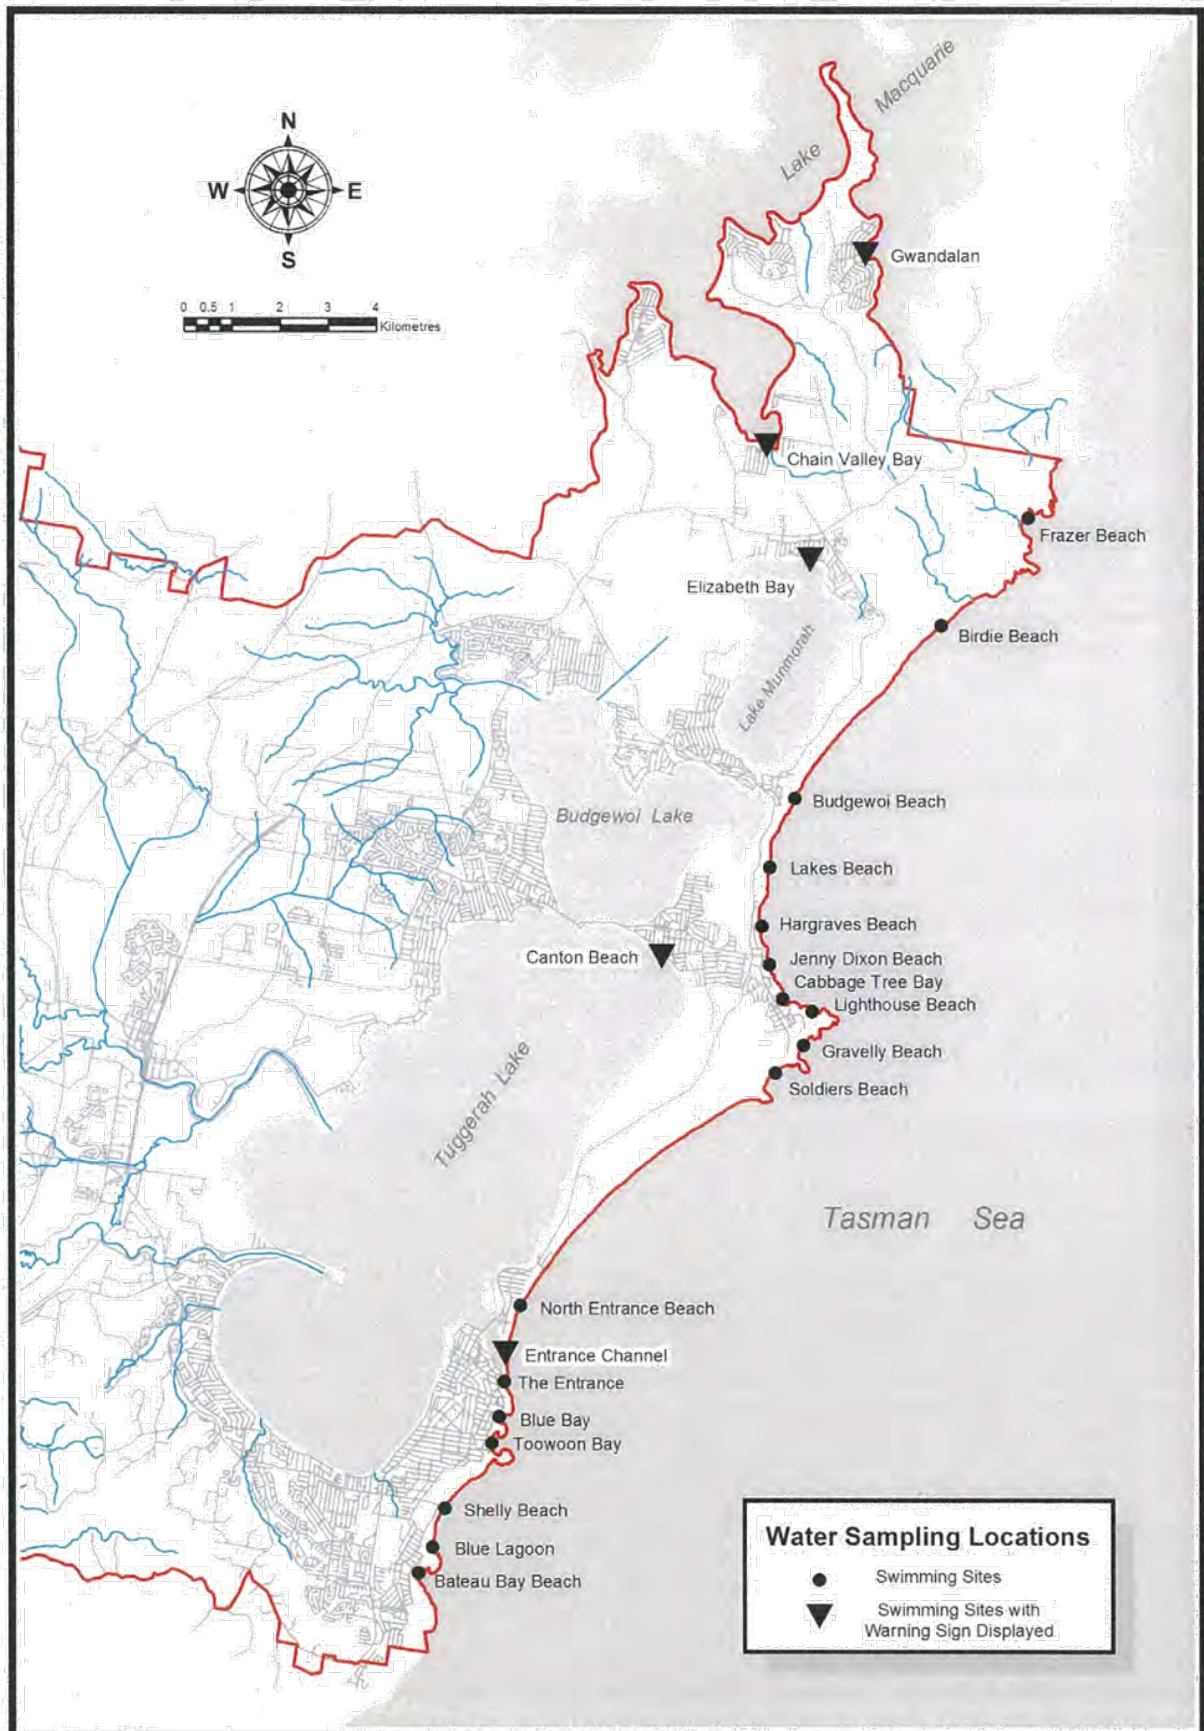 Lake Macquarie
N
W E
S
Gwandalan
0 0.5 1 2 3 4
Kilometres
Chain Valley Bay
Frazer Beach
Elizabeth Bay
Birdie Beach
Lake Munmorah
Budgewoi Beach
Budgewoi Lake
Lakes Beach
Hargraves Beach
Canton Beach
Jenny Dixon Beach
Cabbage Tree Bay
Lighthouse Beach
Gravelly Beach
Soldiers Beach
Tuggerah Lake
Tasman Sea
North Entrance Beach
Entrance Channel
The Entrance
Blue Bay
Toowoon Bay
Shelly Beach
Blue Lagoon
Bateau Bay Beach
Water Sampling Locations
Swimming Sites
Swimming Sites with
Warning Sign Displayed